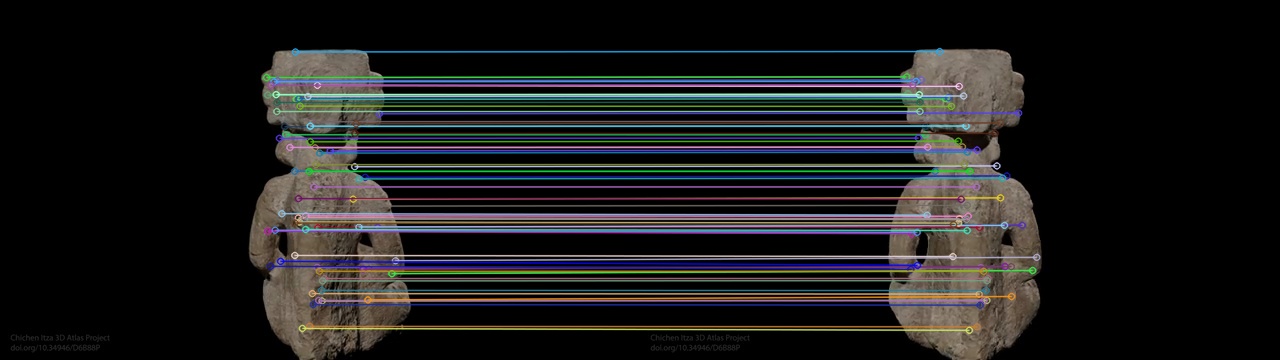 Chichen Itza 3D Atlas Project
doi.org/10.34946/D6B88P
Chichen Itza 3D Atlas Project
doi.org/10.34946/D6B88P